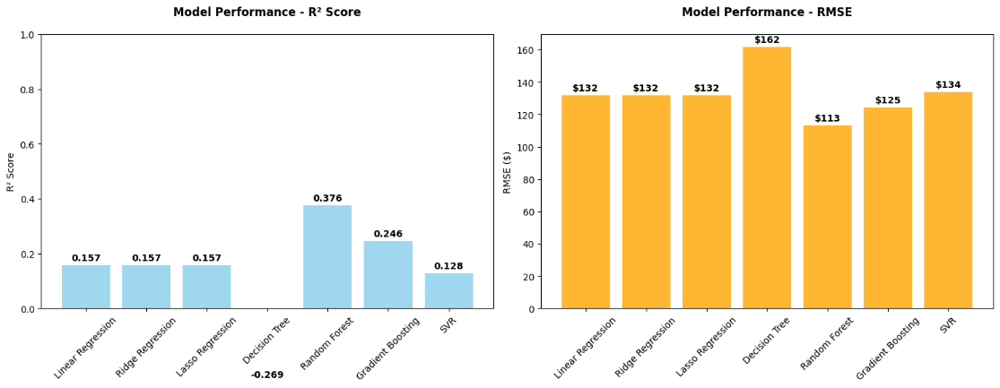 Model Performance - R² Score
R² Score
1.0
0.8
0.6
0.4
0.2
0.0
0.157
0.157
0.157
-0.269
0.376
0.246
0.128
Linear Regression
Ridge Regression
Lasso Regression
Decision Tree
Random Forest
Gradient Boosting
SVR
Model Performance - RMSE
RMSE ($)
160
140
120
100
80
60
40
20
0
$132
$132
$132
$162
$113
$125
$134
Linear Regression
Ridge Regression
Lasso Regression
Decision Tree
Random Forest
Gradient Boosting
SVR